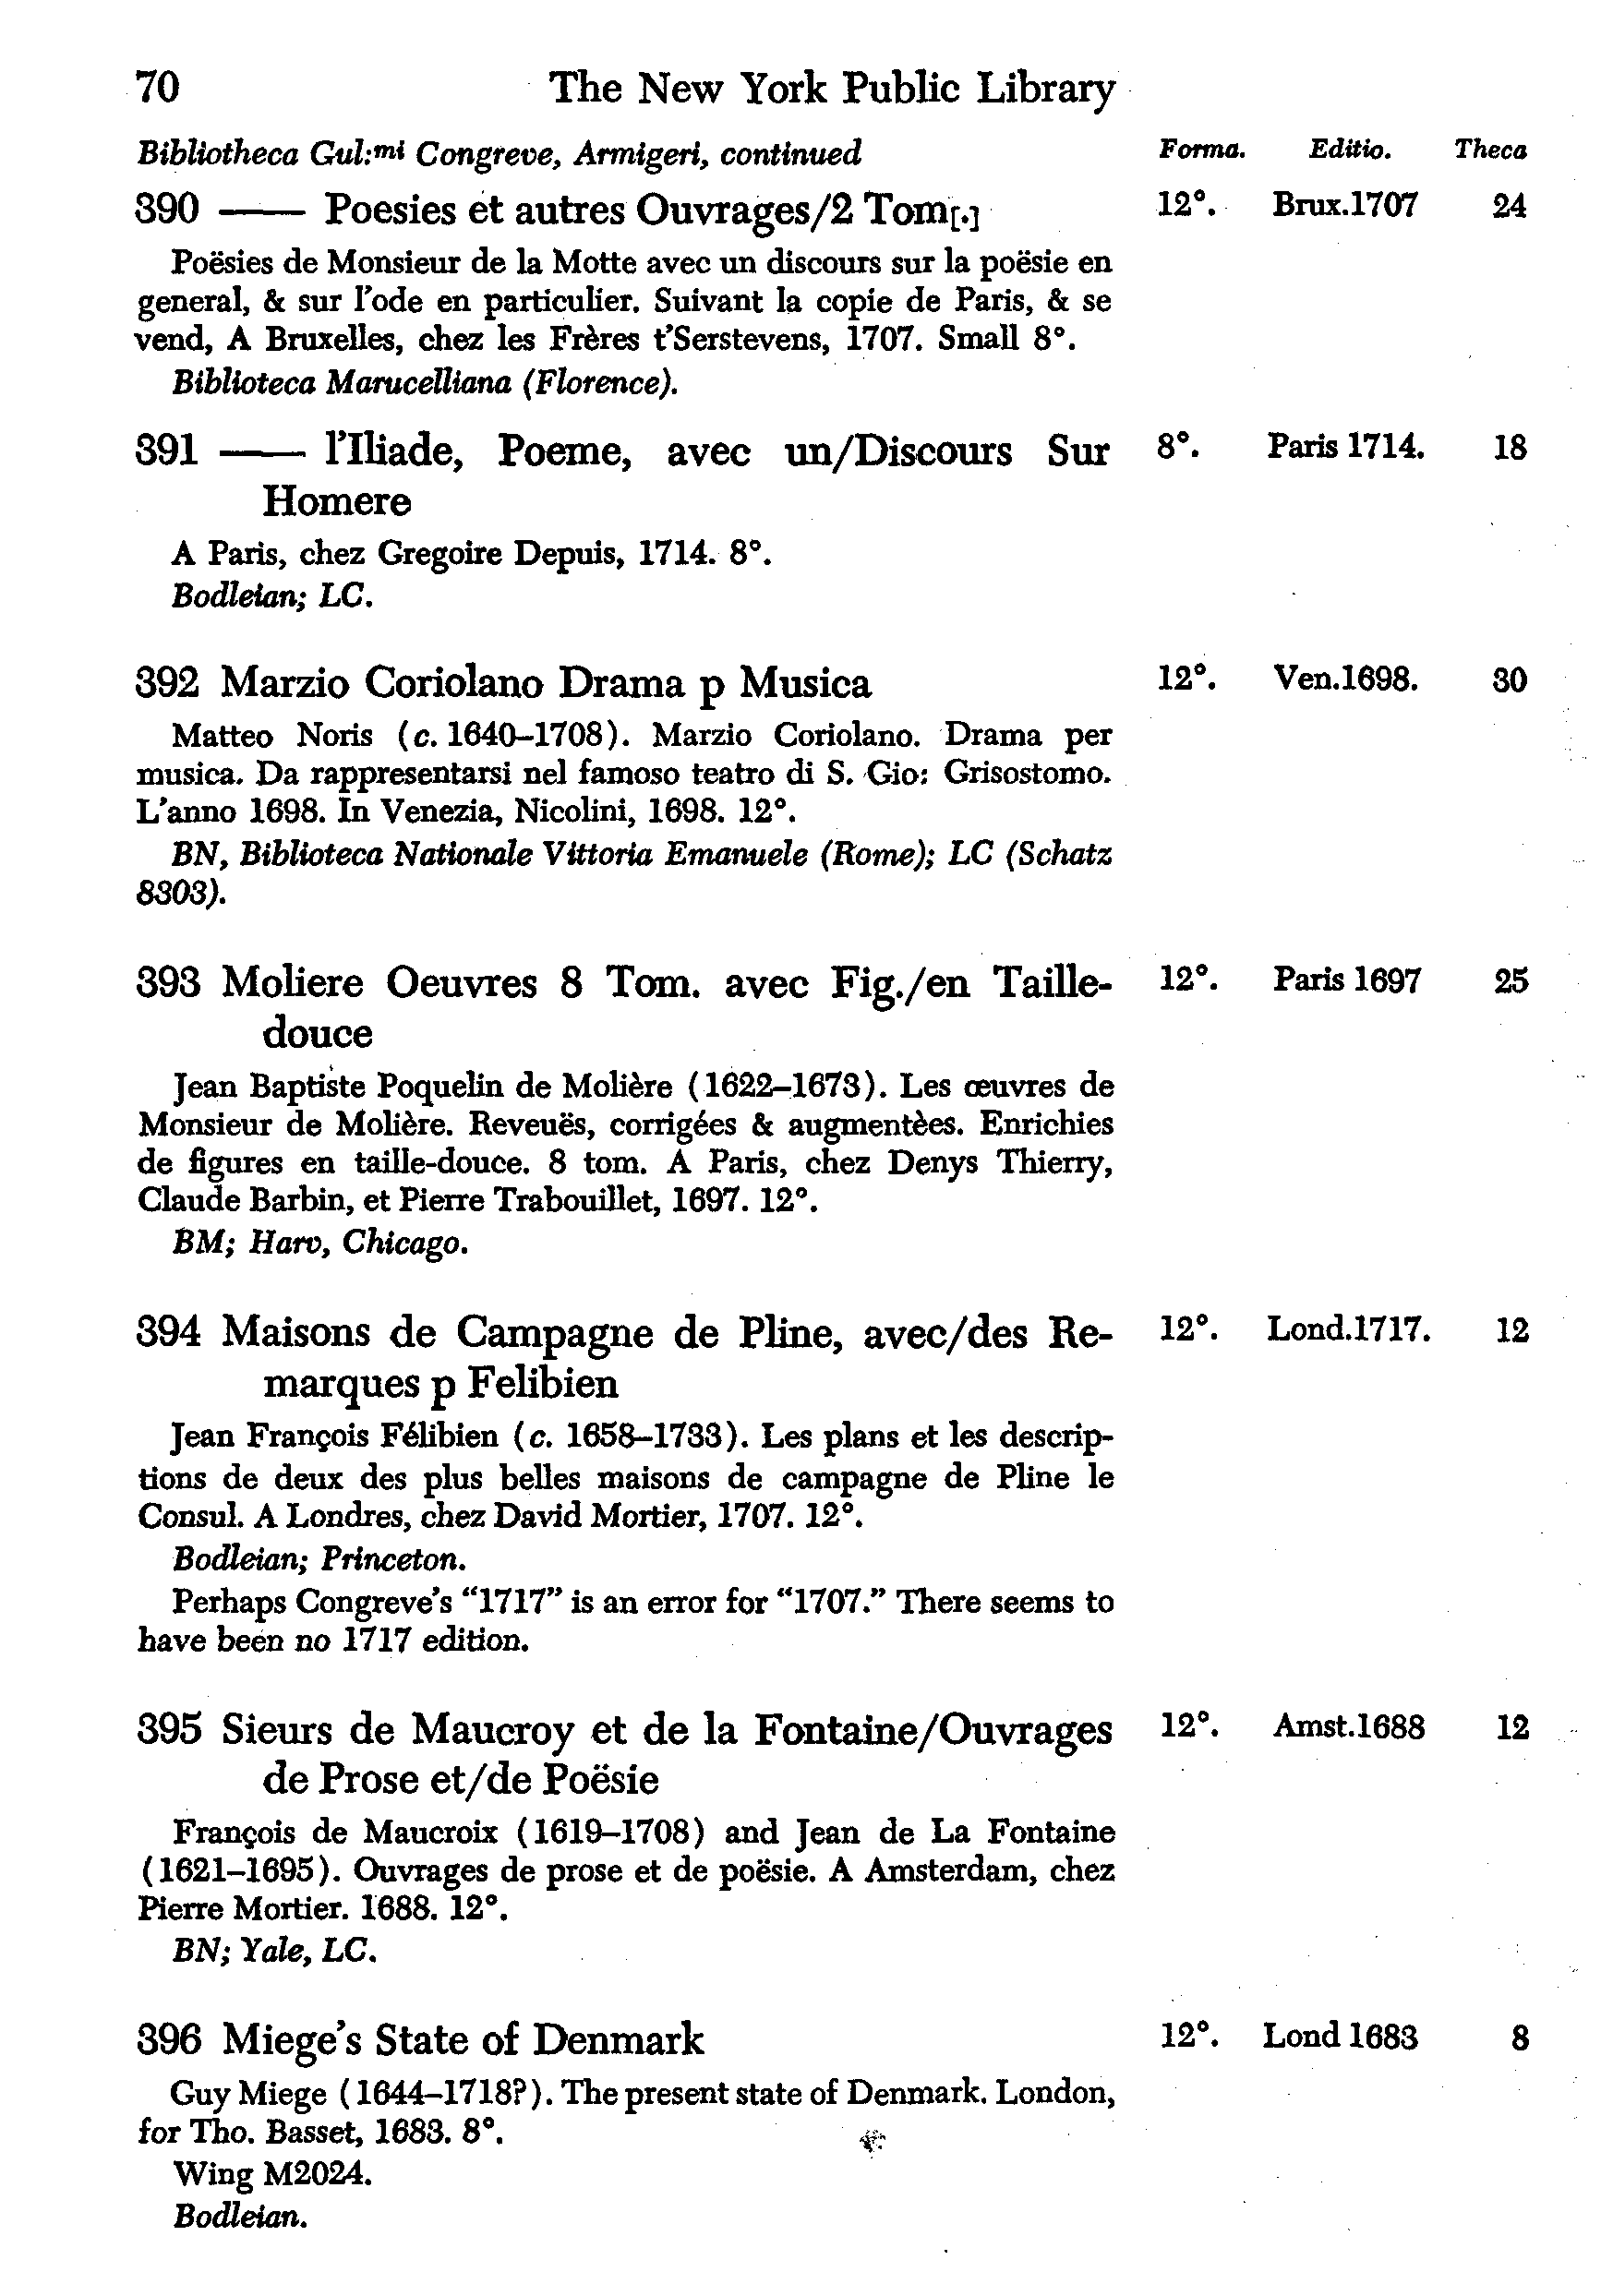 70 The New York Public Library
Bibliotheca Gul:mi Congreve, Armigeri, continued Forma. Editio. Theca
390 —— Poesies et autres Ouvrages/2 Tom[.] 12°. Brux.1707 24
Poësies de Monsieur de la Motte avec un discours sur la poësie en
general, & sur l'ode en particulier. Suivant la copie de Paris, & se
vend, A Bruxelles, chez les Frères t'Serstevens, 1707. Small 8°.
Biblioteca Marucelliana (Florence).
391 —— l'Iliade, Poeme, avec un/Discours Sur 8°. Paris 1714. 18
Homere
A Paris, chez Gregoire Depuis, 1714. 8°.
Bodleian; LC.
392 Marzio Coriolano Drama p Musica 12°. Ven.1698. 30
Matteo Noris (c. 1640–1708). Marzio Coriolano. Drama per
musica. Da rappresentarsi nel famoso teatro di S. Gio: Grisostomo.
L'anno 1698. In Venezia, Nicolini, 1698. 12°.
BN, Biblioteca Nationale Vittoria Emanuele (Rome); LC (Schatz
8303).
393 Moliere Oeuvres 8 Tom. avec Fig./en Taille- 12°. Paris 1697 25
douce
Jean Baptiste Poquelin de Molière (1622–1673). Les œuvres de
Monsieur de Molière. Reveuës, corrigées & augmentèes. Enrichies
de figures en taille-douce. 8 tom. A Paris, chez Denys Thierry,
Claude Barbin, et Pierre Trabouillet, 1697. 12°.
BM; Harv, Chicago.
394 Maisons de Campagne de Pline, avec/des Re- 12°. Lond.1717. 12
marques p Felibien
Jean François Félibien (c. 1658–1733). Les plans et les descrip-
tions de deux des plus belles maisons de campagne de Pline le
Consul. A Londres, chez David Mortier, 1707. 12°.
Bodleian; Princeton.
Perhaps Congreve's "1717" is an error for "1707." There seems to
have been no 1717 edition.
395 Sieurs de Maucroy et de la Fontaine/Ouvrages 12°. Amst.1688 12
de Prose et/de Poësie
François de Maucroix (1619–1708) and Jean de La Fontaine
(1621–1695). Ouvrages de prose et de poësie. A Amsterdam, chez
Pierre Mortier. 1688. 12°.
BN; Yale, LC.
396 Miege's State of Denmark 12°. Lond 1683 8
Guy Miege (1644–1718?). The present state of Denmark. London,
for Tho. Basset, 1683. 8°.
Wing M2024.
Bodleian.